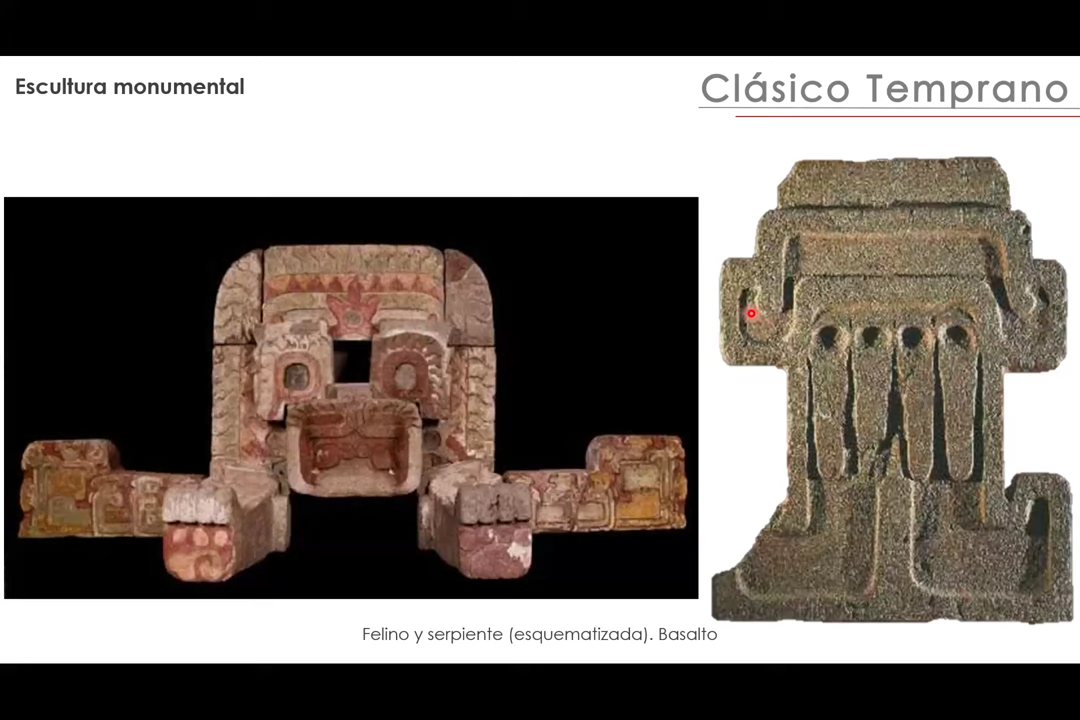 Escultura monumental
Clásico Temprano
Felino y serpiente (esquematizada). Basalto